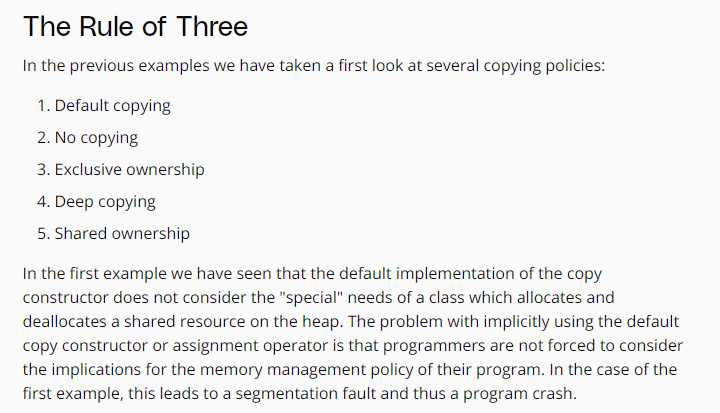 The Rule of Three
In the previous examples we have taken a first look at several copying policies:
1. Default copying
2. No copying
3. Exclusive ownership
4. Deep copying
5. Shared ownership
In the first example we have seen that the default implementation of the copy
constructor does not consider the "special" needs of a class which allocates and
deallocates a shared resource on the heap. The problem with implicitly using the default
copy constructor or assignment operator is that programmers are not forced to consider
the implications for the memory management policy of their program. In the case of the
first example, this leads to a segmentation fault and thus a program crash.